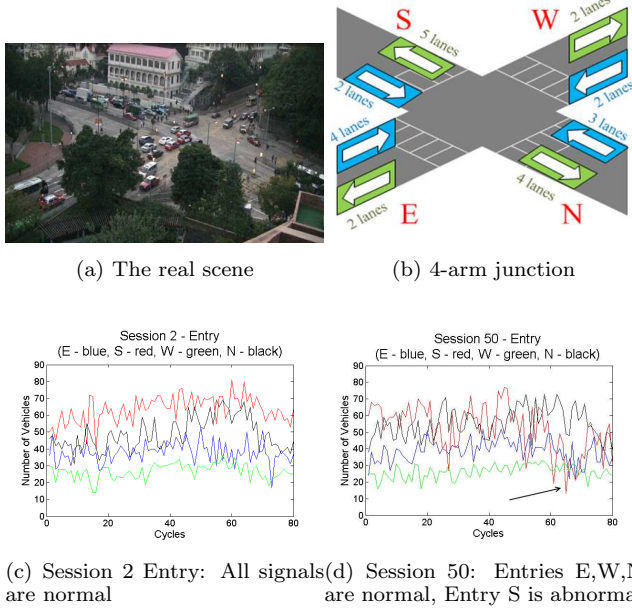 S
W
5 lanes
2 lanes
2 lanes
2 lanes
4 lanes
3 lanes
2 lanes
4 lanes
E
N
(a) The real scene
(b) 4-arm junction
Session 2 - Entry
(E - blue, S - red, W - green, N - black)
Number of Vehicles
90
80
70
60
50
40
30
20
10
0
0 20 40 60 80
Cycles
Session 50 - Entry
(E - blue, S - red, W - green, N - black)
Number of Vehicles
90
80
70
60
50
40
30
20
10
0
0 20 40 60 80
Cycles
(c) Session 2 Entry: All signals
are normal
(d) Session 50: Entries E,W,N
are normal, Entry S is abnorma